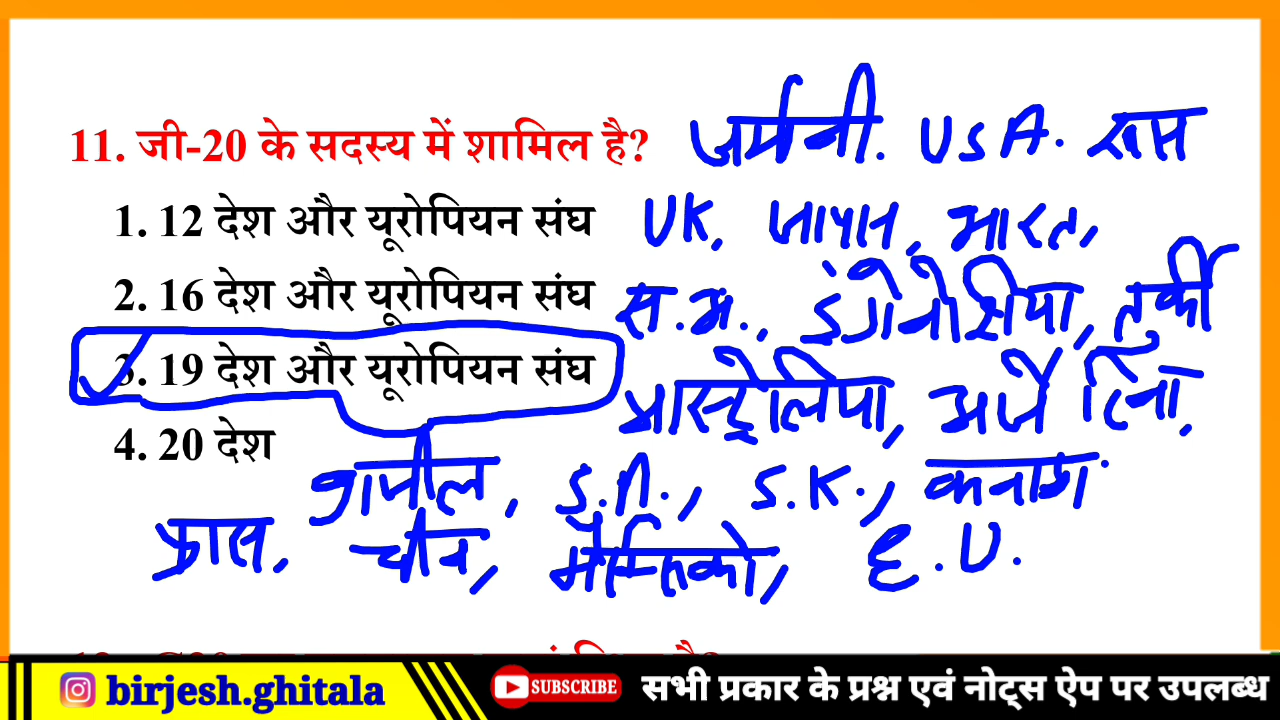 11. जी-20 के सदस्य में शामिल है? जर्मनी. USA. रूस
1. 12 देश और यूरोपियन संघ UK, जापान, भारत,
2. 16 देश और यूरोपियन संघ स.अ., इंडोनेशिया, तुर्की
3. 19 देश और यूरोपियन संघ आस्ट्रेलिया, अर्जेंटिना,
4. 20 देश
ब्राजील, S.A., S.K., कनाडा
फ्रांस, चीन, मैक्सिको, E.U.
birjesh.ghitala SUBSCRIBE सभी प्रकार के प्रश्न एवं नोट्स ऐप पर उपलब्ध